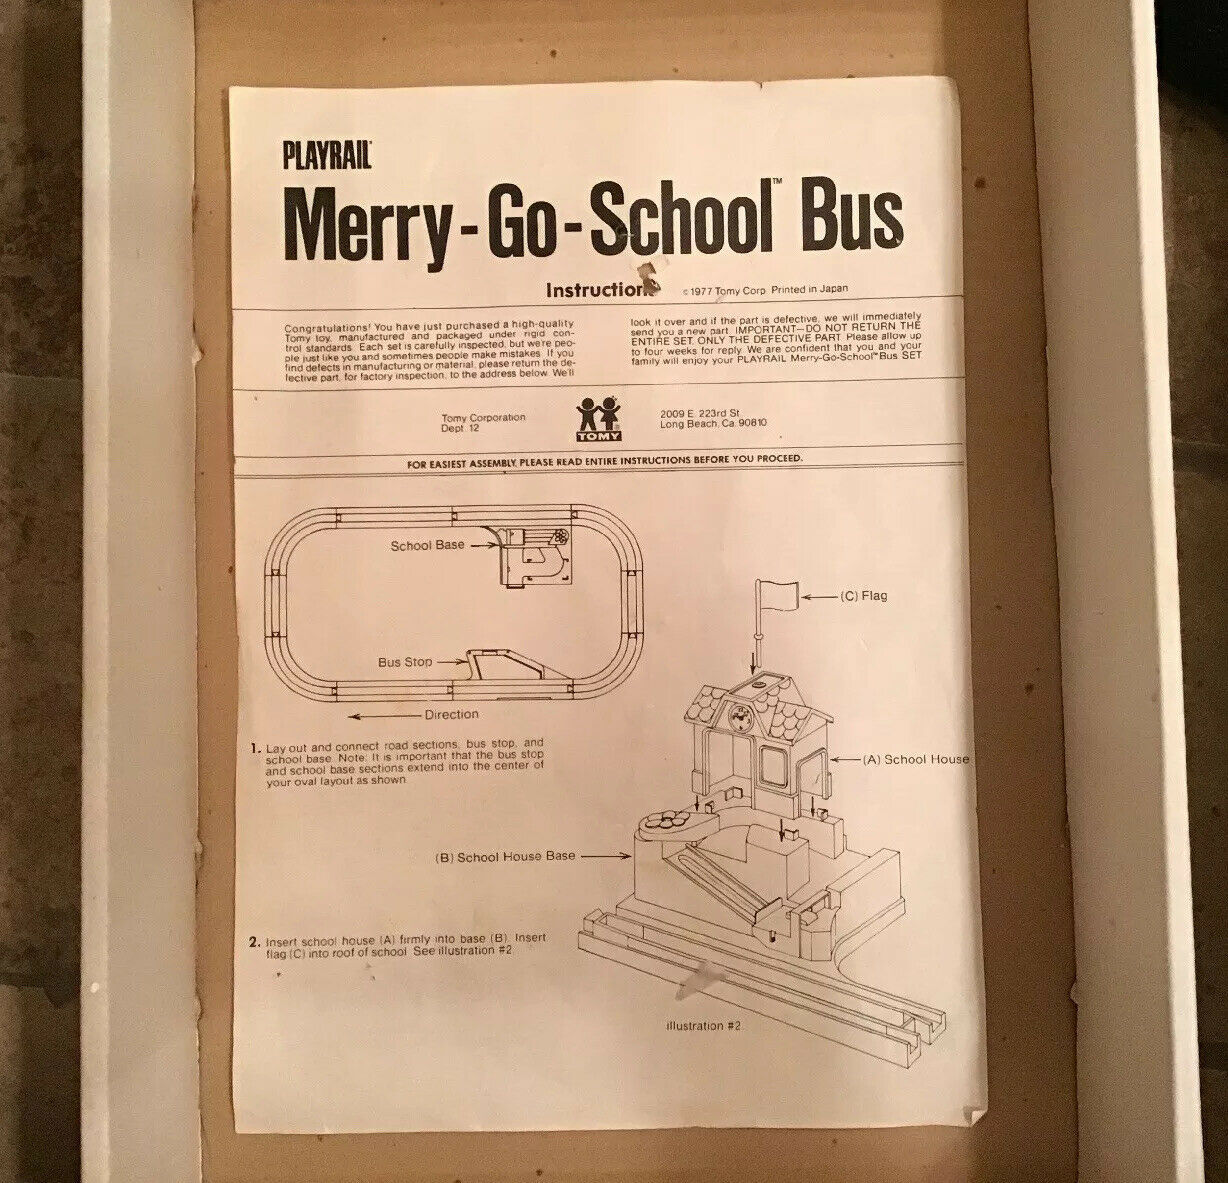 PLAYRAIL
Merry-Go-School™ Bus
Instructions
© 1977 Tomy Corp. Printed in Japan
Congratulations! You have just purchased a high-quality
Tomy toy, manufactured and packaged under rigid con-
trol standards. Each set is carefully inspected, but we're peo-
ple just like you and sometimes people make mistakes. If you
find defects in manufacturing or material, please return the de-
fective part, for factory inspection, to the address below. We'll
look it over and if the part is defective, we will immediately
send you a new part. IMPORTANT—DO NOT RETURN THE
ENTIRE SET, ONLY THE DEFECTIVE PART. Please allow up
to four weeks for reply. We are confident that you and your
family will enjoy your PLAYRAIL Merry-Go-School™ Bus SET.
Tomy Corporation
Dept. 12
TOMY
2009 E. 223rd St.
Long Beach, Ca. 90810
FOR EASIEST ASSEMBLY, PLEASE READ ENTIRE INSTRUCTIONS BEFORE YOU PROCEED.
School Base
Bus Stop
Direction
1. Lay out and connect road sections, bus stop, and
school base. Note: It is important that the bus stop
and school base sections extend into the center of
your oval layout as shown.
(C) Flag
(A) School House
(B) School House Base
2. Insert school house (A) firmly into base (B). Insert
flag (C) into roof of school. See illustration #2.
illustration #2